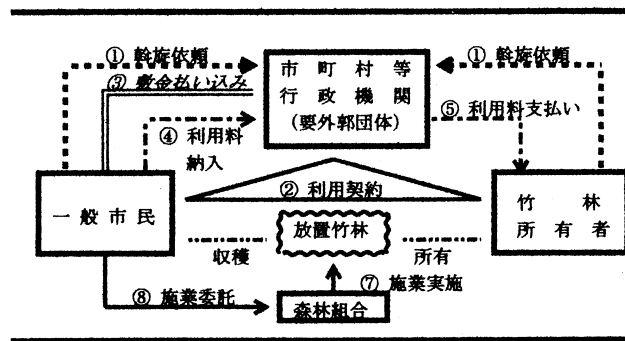 ① 斡旋依頼
① 斡旋依頼
市町村等
行政機関
(要外郭団体)
③ 敷金払い込み
⑤ 利用料支払い
④ 利用料
納入
② 利用契約
一般市民
竹林
所有者
放置竹林
収穫
所有
⑦ 施業実施
⑧ 施業委託
森林組合